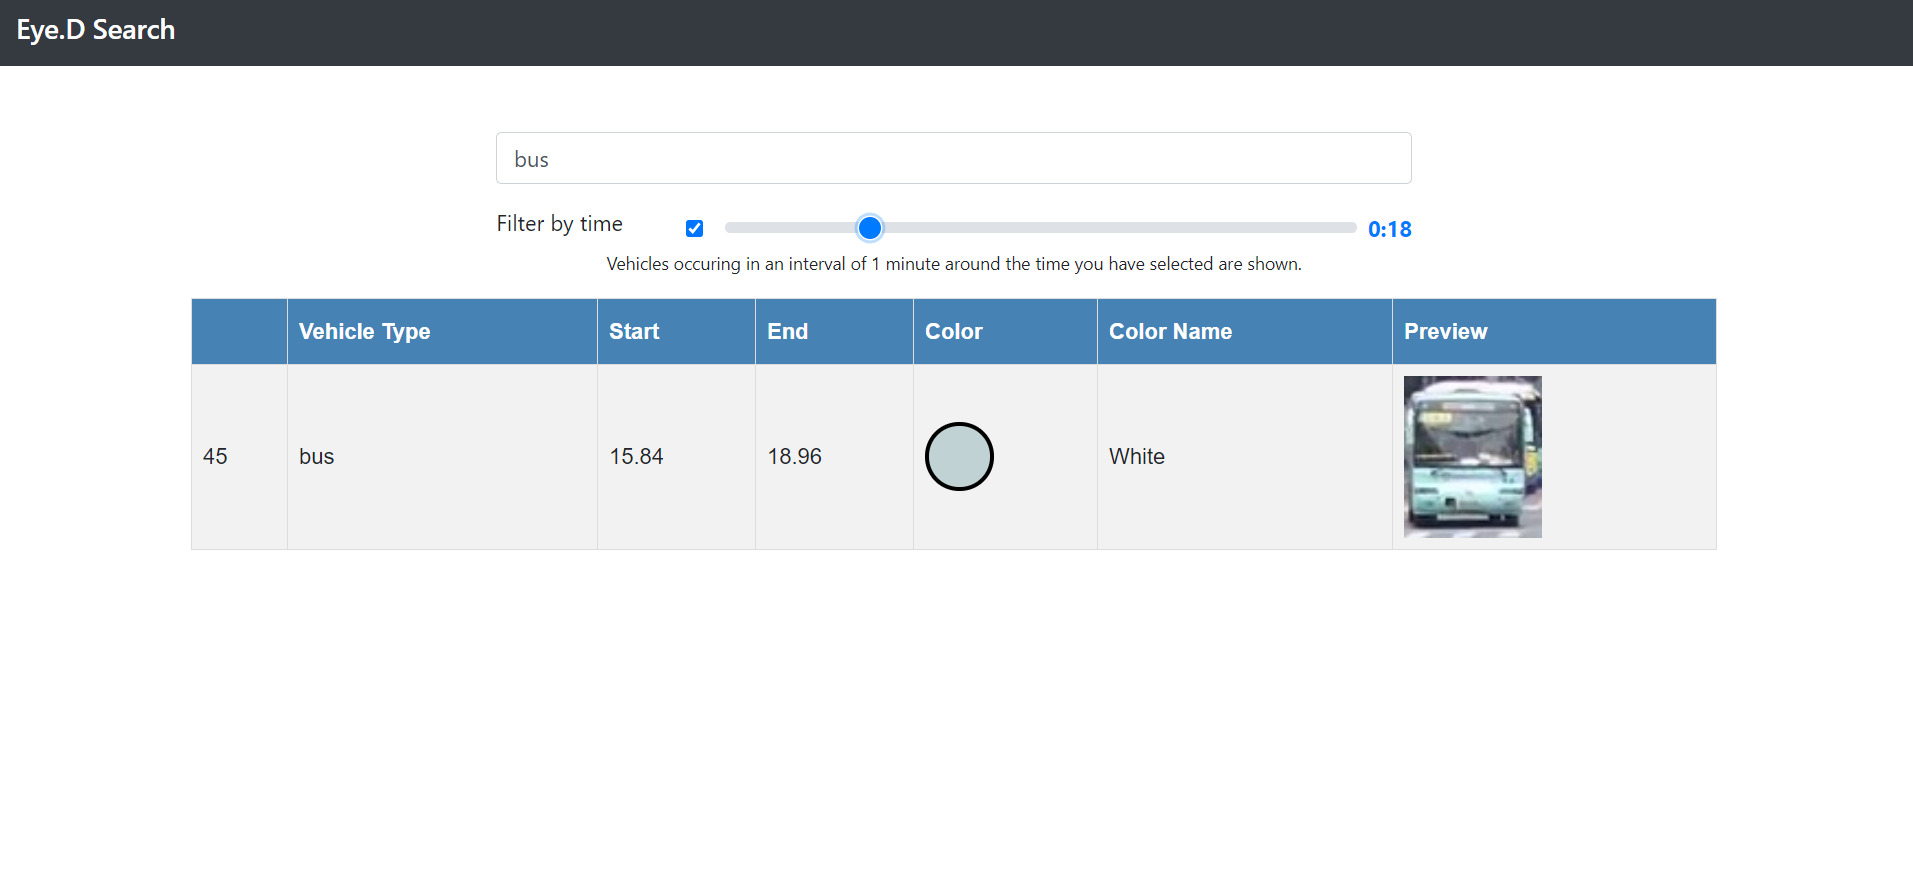 Eye.D Search
bus
Filter by time 0:18
Vehicles occuring in an interval of 1 minute around the time you have selected are shown.
Vehicle Type Start End Color Color Name Preview
45 bus 15.84 18.96 White